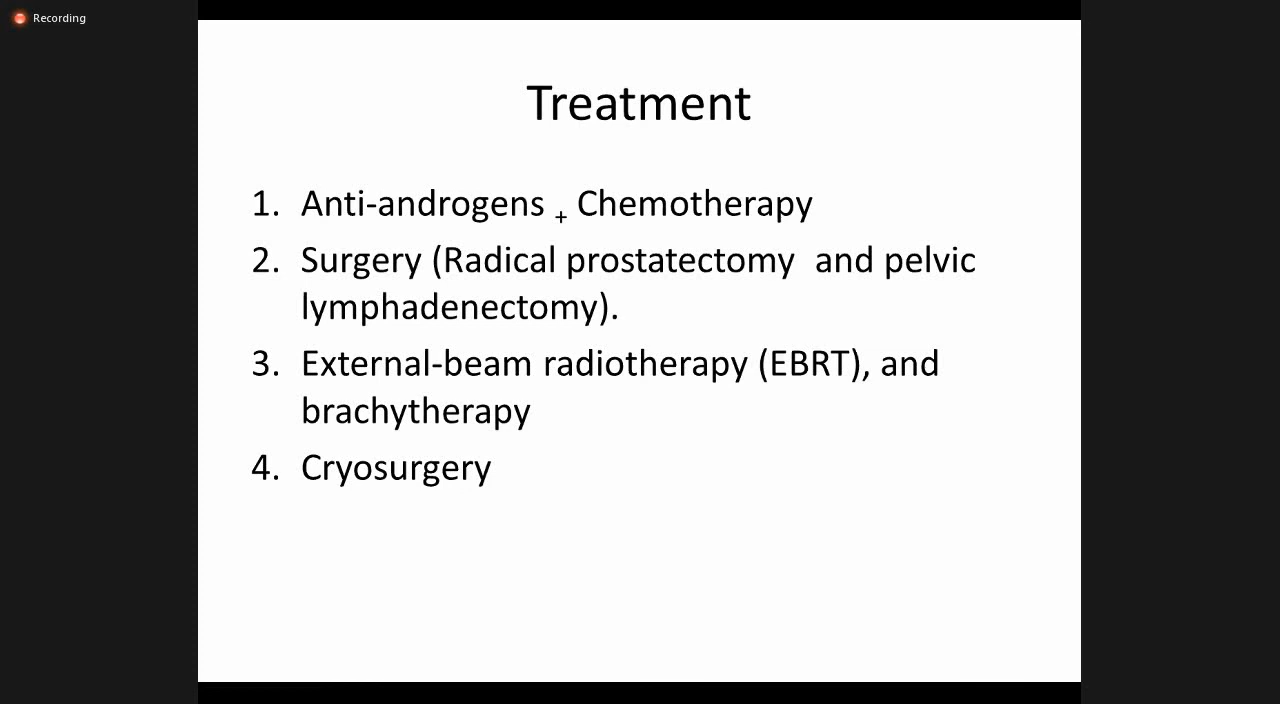 Recording
Treatment
1. Anti-androgens + Chemotherapy
2. Surgery (Radical prostatectomy  and pelvic
lymphadenectomy).
3. External-beam radiotherapy (EBRT), and
brachytherapy
4. Cryosurgery